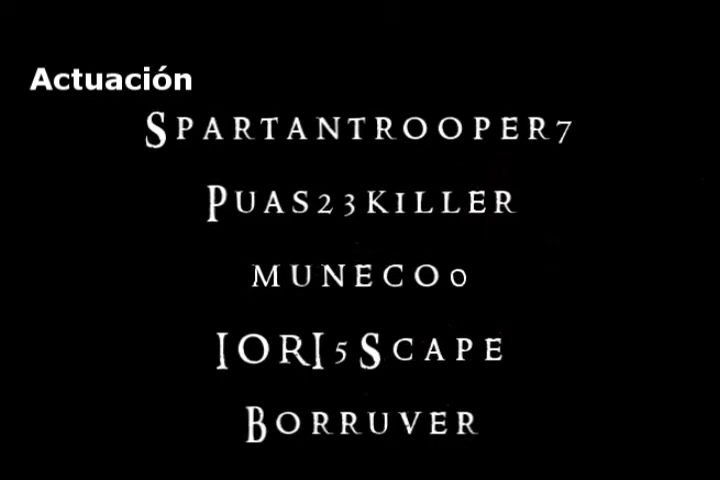 Actuación
Spartantrooper7
Puas23killer
muneco0
IORI5Scape
Borruver